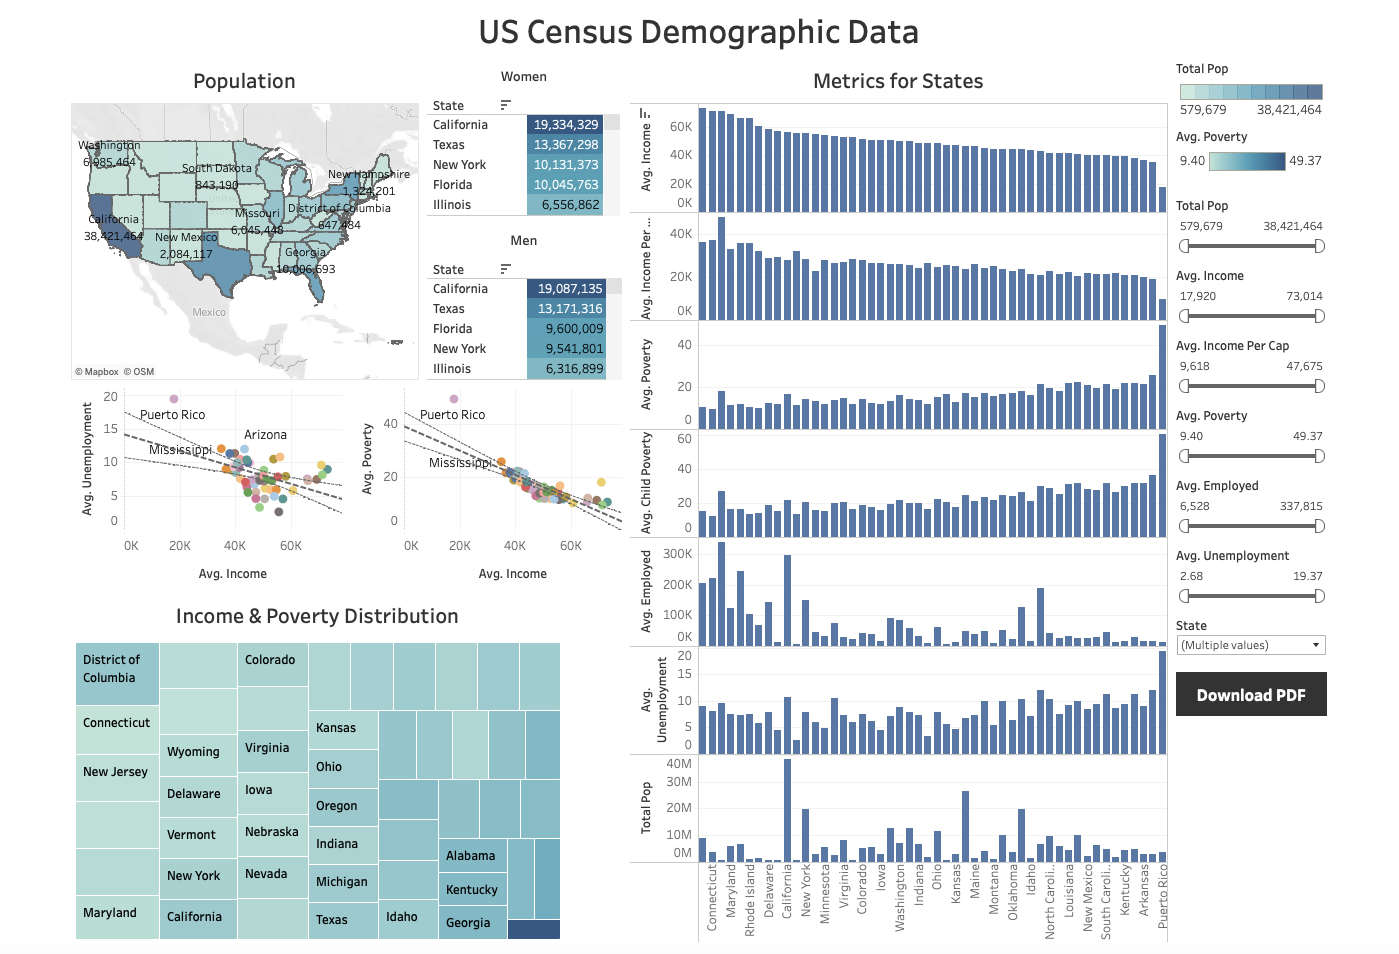 US Census Demographic Data
Population
Washington
6,985,464
South Dakota
843,190
New Hampshire
1,324,201
California
38,421,464
Missouri
6,045,448
District of Columbia
647,484
New Mexico
2,084,117
Georgia
10,006,693
Mexico
© Mapbox © OSM
Women
State
California 19,334,329
Texas 13,367,298
New York 10,131,373
Florida 10,045,763
Illinois 6,556,862
Men
State
California 19,087,135
Texas 13,171,316
Florida 9,600,009
New York 9,541,801
Illinois 6,316,899
Avg. Unemployment
20
15
10
5
0
Puerto Rico
Arizona
Mississippi
0K 20K 40K 60K
Avg. Income
Avg. Poverty
40
20
0
Puerto Rico
Mississippi
0K 20K 40K 60K
Avg. Income
Income & Poverty Distribution
District of
Columbia
Connecticut
New Jersey
Maryland
Wyoming
Delaware
Vermont
New York
California
Colorado
Virginia
Iowa
Nebraska
Nevada
Kansas
Ohio
Oregon
Indiana
Michigan
Texas
Idaho
Alabama
Kentucky
Georgia
Metrics for States
Avg. Income
60K
40K
20K
0K
Avg. Income Per ...
40K
20K
0K
Avg. Poverty
40
20
0
Avg. Child Poverty
60
40
20
0
Avg. Employed
300K
200K
100K
0K
Avg.
Unemployment
20
15
10
5
0
Total Pop
40M
30M
20M
10M
0M
Connecticut
Maryland
Rhode Island
Delaware
California
New York
Minnesota
Virginia
Colorado
Iowa
Washington
Indiana
Ohio
Kansas
Maine
Montana
Oklahoma
Idaho
North Caroli..
Louisiana
New Mexico
South Caroli..
Kentucky
Arkansas
Puerto Rico
Total Pop
579,679 38,421,464
Avg. Poverty
9.40 49.37
Total Pop
579,679 38,421,464
Avg. Income
17,920 73,014
Avg. Income Per Cap
9,618 47,675
Avg. Poverty
9.40 49.37
Avg. Employed
6,528 337,815
Avg. Unemployment
2.68 19.37
State
(Multiple values)
Download PDF